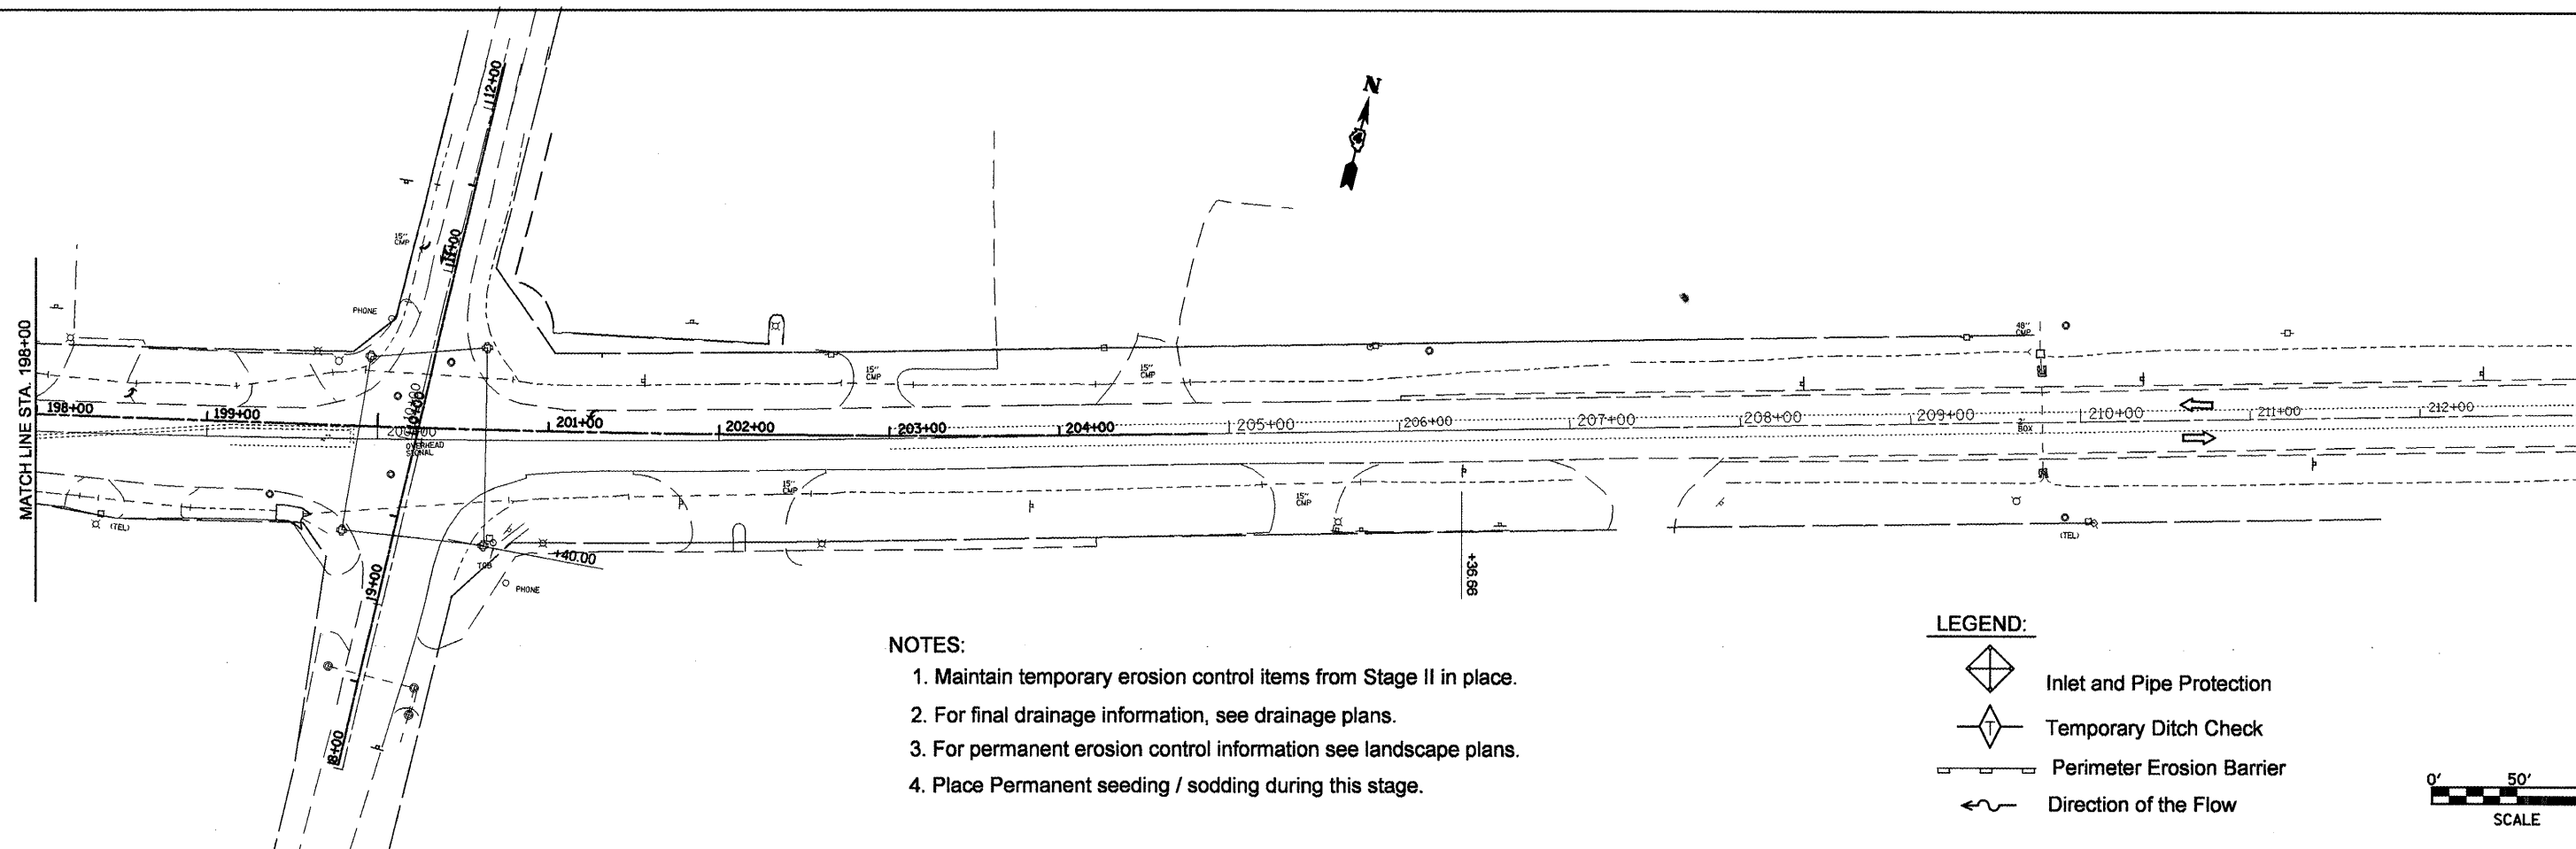 N
112+00
111+00
110+00
19+00
18+00
15"
CMP
PHONE
MATCH LINE STA. 198+00
198+00
199+00
OVERHEAD
SIGNAL
201+00
202+00
203+00
204+00
205+00
206+00
207+00
208+00
209+00
210+00
211+00
212+00
15"
CMP
15"
CMP
48"
CMP
BOX
15"
CMP
15"
CMP
(TEL)
(TEL)
+40.00
PHONE
+36.66
NOTES:
1. Maintain temporary erosion control items from Stage II in place.
2. For final drainage information, see drainage plans.
3. For permanent erosion control information see landscape plans.
4. Place Permanent seeding / sodding during this stage.
LEGEND:
Inlet and Pipe Protection
T Temporary Ditch Check
Perimeter Erosion Barrier
Direction of the Flow
0' 50'
SCALE